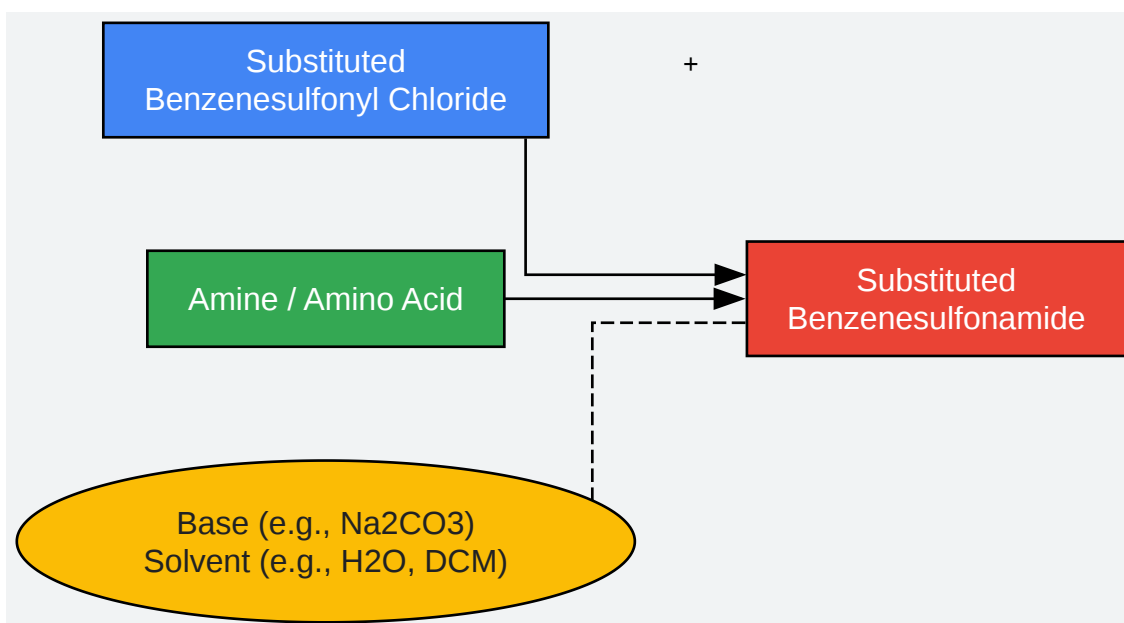 Substituted
Benzenesulfonyl Chloride
+
Amine / Amino Acid
Substituted
Benzenesulfonamide
Base (e.g., Na2CO3)
Solvent (e.g., H2O, DCM)